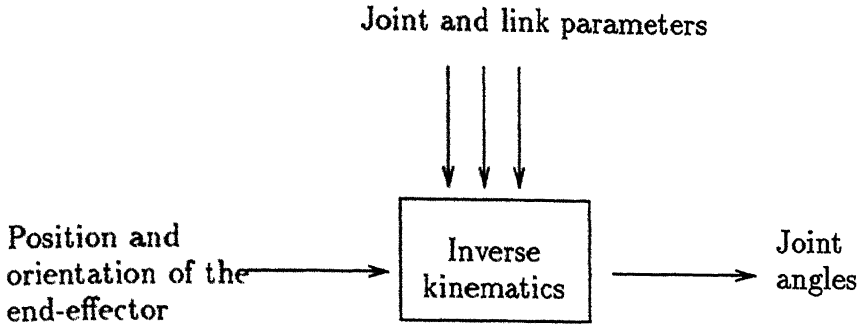 Joint and link parameters
Position and
orientation of the
end-effector
Inverse
kinematics
Joint
angles